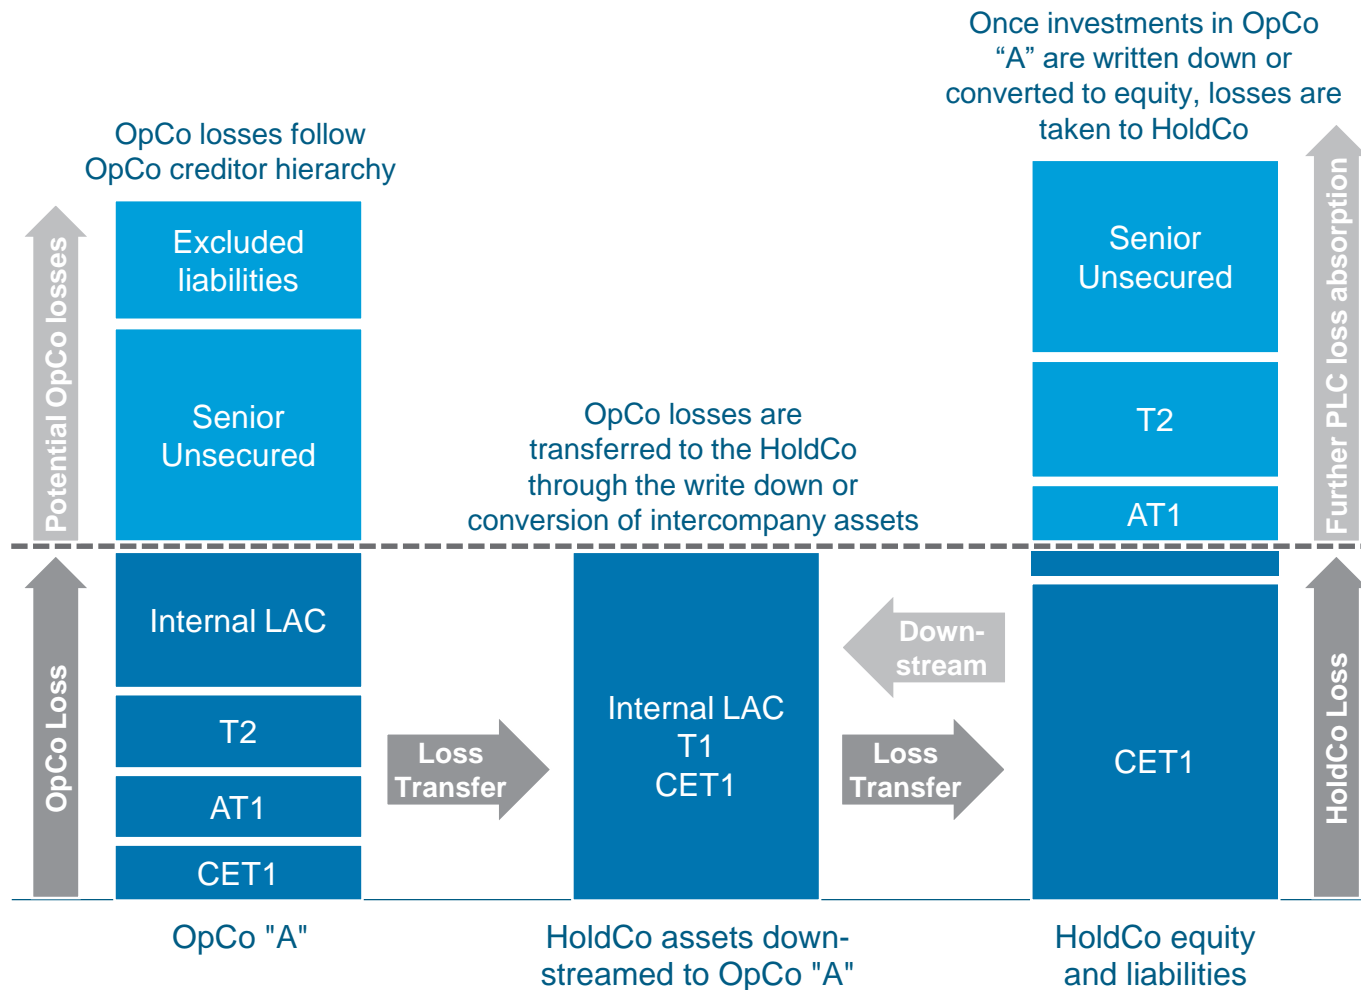 Once investments in OpCo
“A” are written down or
converted to equity, losses are
taken to HoldCo
OpCo losses follow
OpCo creditor hierarchy
Potential OpCo losses
Excluded
liabilities
Senior
Unsecured
OpCo losses are
transferred to the HoldCo
through the write down or
conversion of intercompany assets
Senior
Unsecured
T2
AT1
Further PLC loss absorption
OpCo Loss
Internal LAC
T2
AT1
CET1
Loss
Transfer
Internal LAC
T1
CET1
Down-
stream
Loss
Transfer
CET1
HoldCo Loss
OpCo "A"
HoldCo assets down-
streamed to OpCo "A"
HoldCo equity
and liabilities